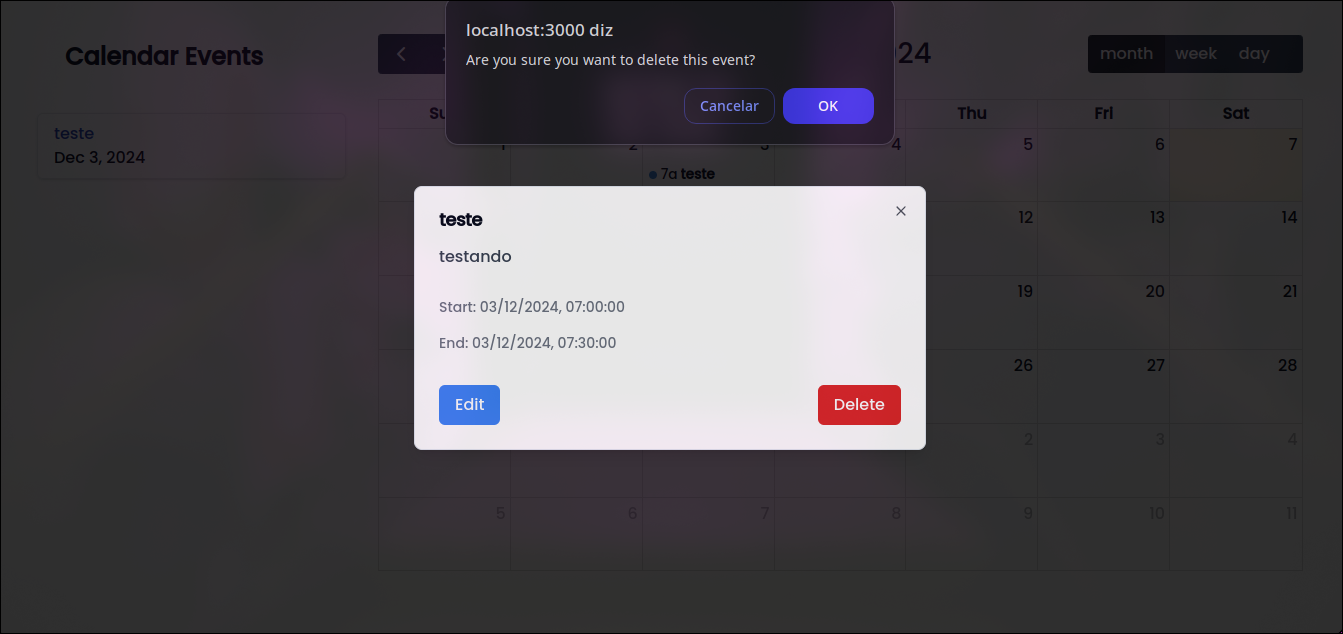 localhost:3000 diz
Are you sure you want to delete this event?
Cancelar OK
Calendar Events
24
month week day
teste
Dec 3, 2024
Su Thu Fri Sat
1 2 3 4 5 6 7
7a teste
teste
testando
Start: 03/12/2024, 07:00:00
End: 03/12/2024, 07:30:00
Edit Delete
12 13 14
19 20 21
26 27 28
2 3 4
5 6 7 8 9 10 11